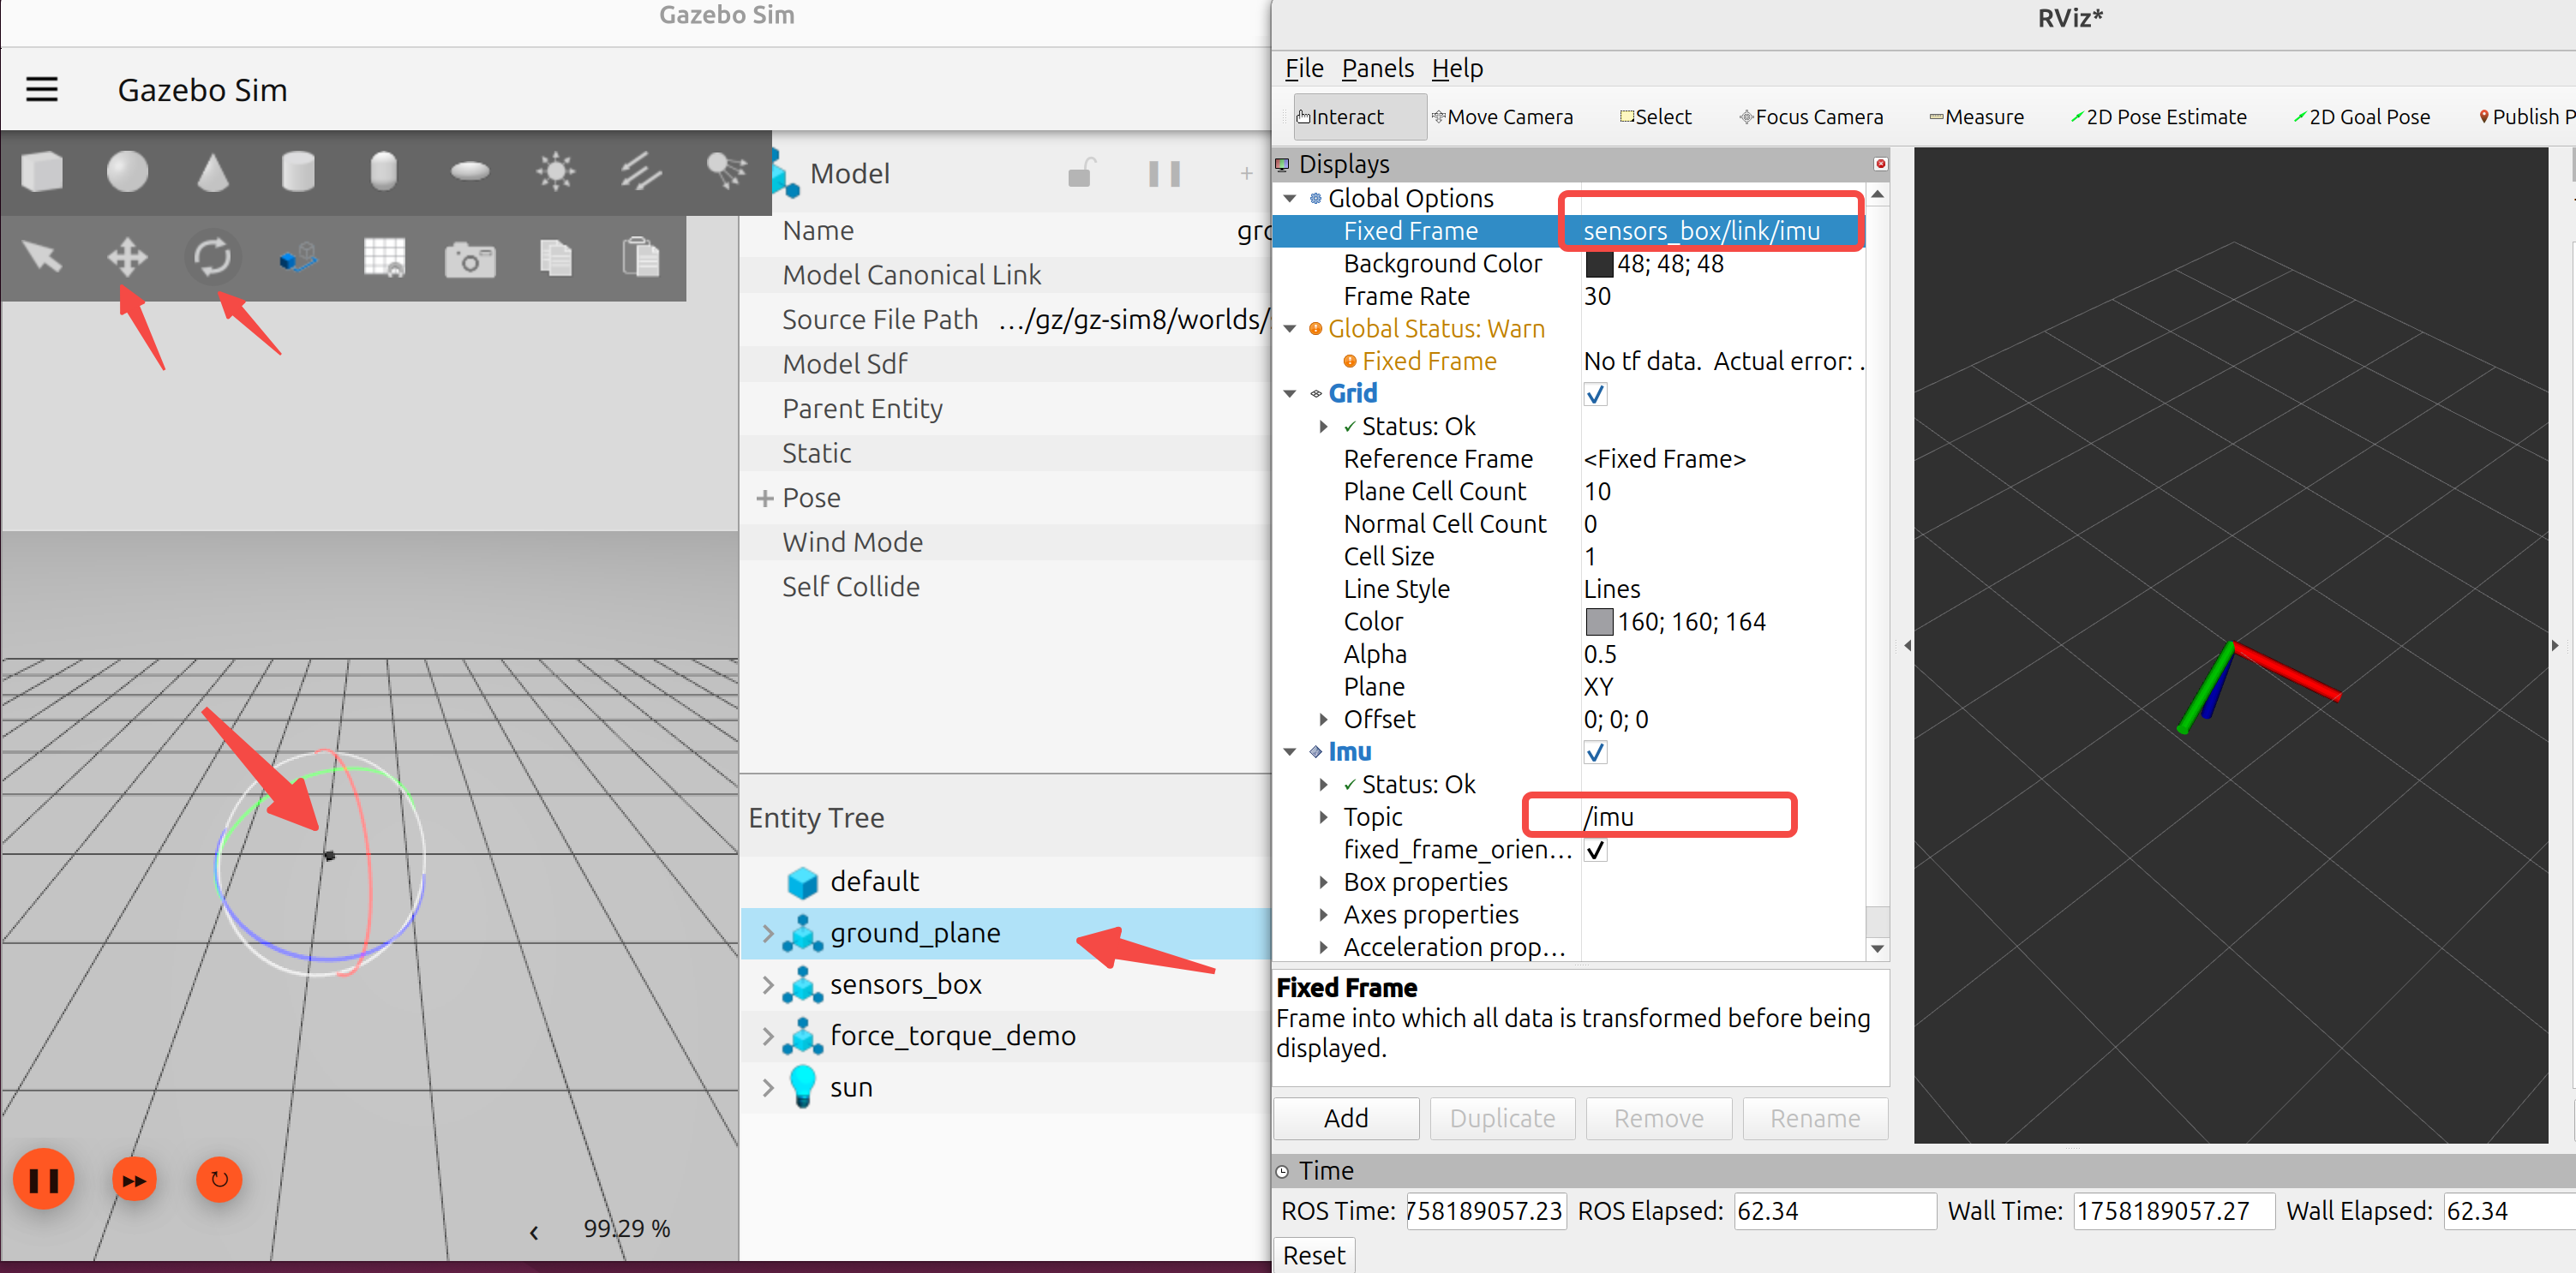 Gazebo Sim
Gazebo Sim
Model
Name gro
Model Canonical Link
Source File Path …/gz/gz-sim8/worlds/
Model Sdf
Parent Entity
Static
Pose
Wind Mode
Self Collide
Entity Tree
default
ground_plane
sensors_box
force_torque_demo
sun
99.29 %
RViz*
File Panels Help
Interact Move Camera Select Focus Camera Measure 2D Pose Estimate 2D Goal Pose Publish P
Displays
Global Options
Fixed Frame sensors_box/link/imu
Background Color 48; 48; 48
Frame Rate 30
Global Status: Warn
Fixed Frame No tf data. Actual error: .
Grid
Status: Ok
Reference Frame <Fixed Frame>
Plane Cell Count 10
Normal Cell Count 0
Cell Size 1
Line Style Lines
Color 160; 160; 164
Alpha 0.5
Plane XY
Offset 0; 0; 0
Imu
Status: Ok
Topic /imu
fixed_frame_orien…
Box properties
Axes properties
Acceleration prop…
Fixed Frame
Frame into which all data is transformed before being
displayed.
Add Duplicate Remove Rename
Time
ROS Time: 758189057.23 ROS Elapsed: 62.34 Wall Time: 1758189057.27 Wall Elapsed: 62.34
Reset